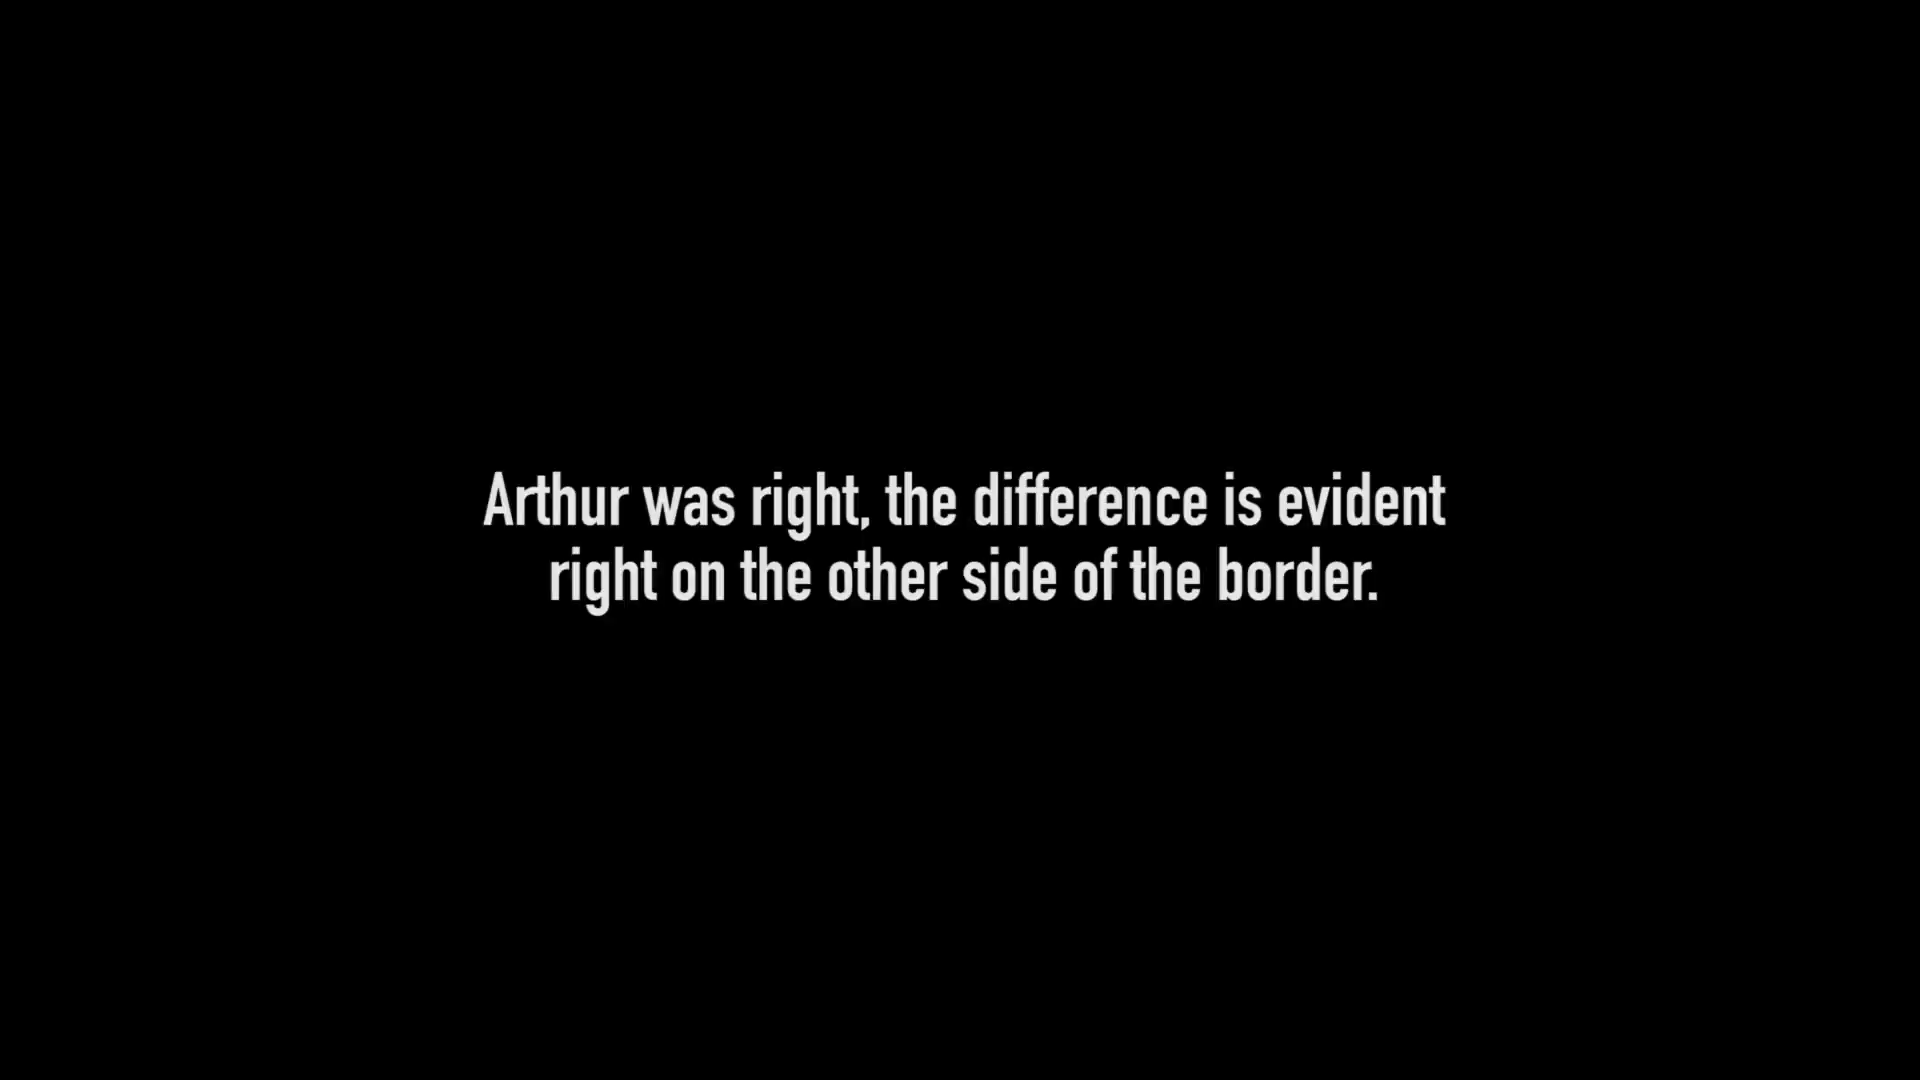 Arthur was right, the difference is evident
right on the other side of the border.